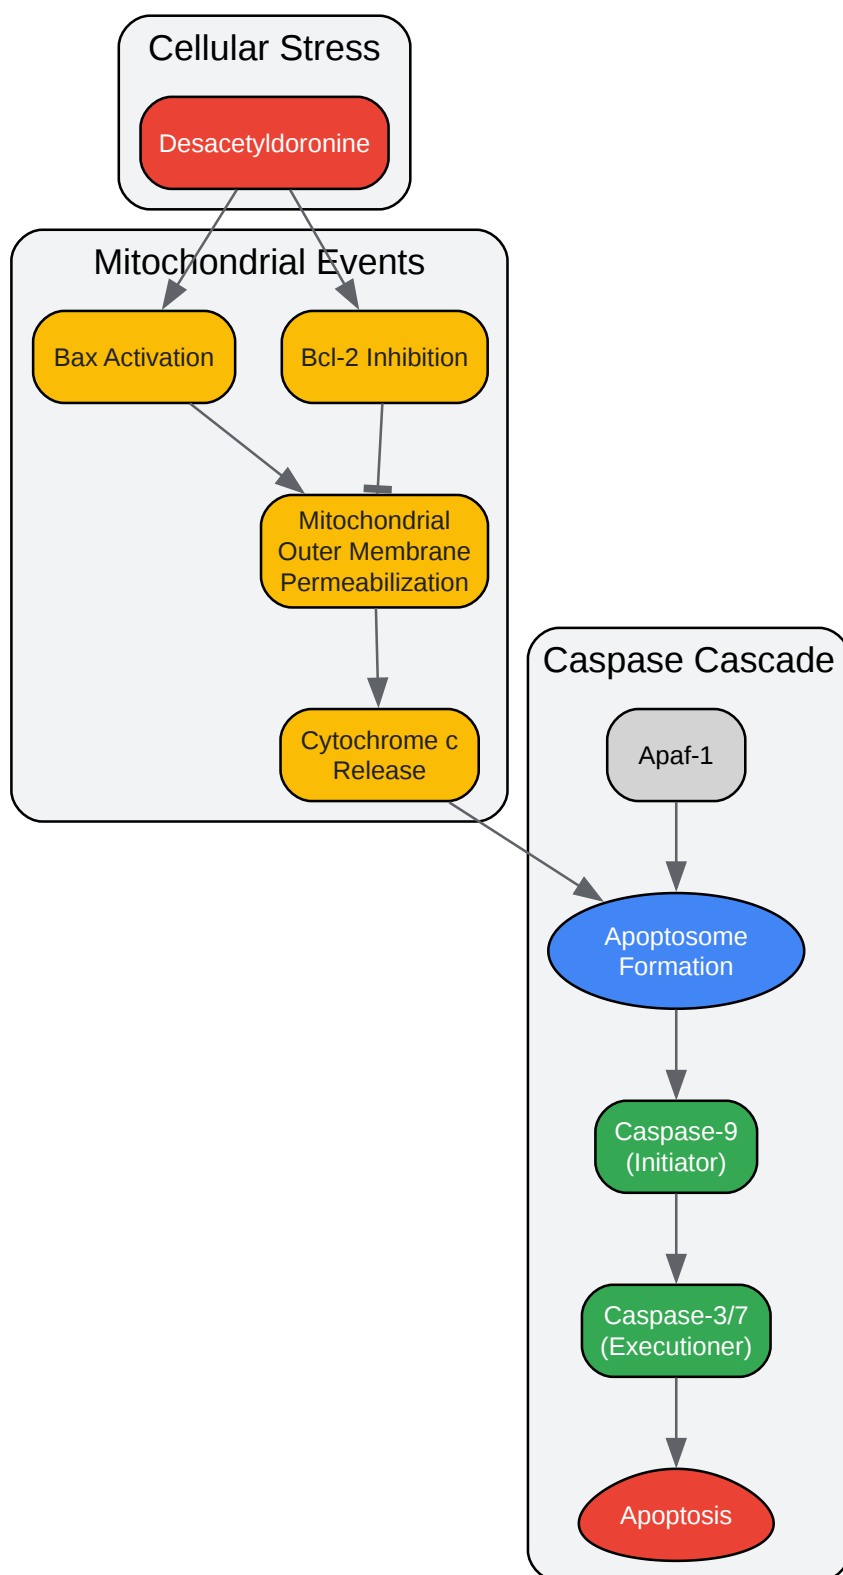 Cellular Stress
Desacetyldoronine
Mitochondrial Events
Bax Activation
Bcl-2 Inhibition
Mitochondrial
Outer Membrane
Permeabilization
Cytochrome c
Release
Caspase Cascade
Apaf-1
Apoptosome
Formation
Caspase-9
(Initiator)
Caspase-3/7
(Executioner)
Apoptosis